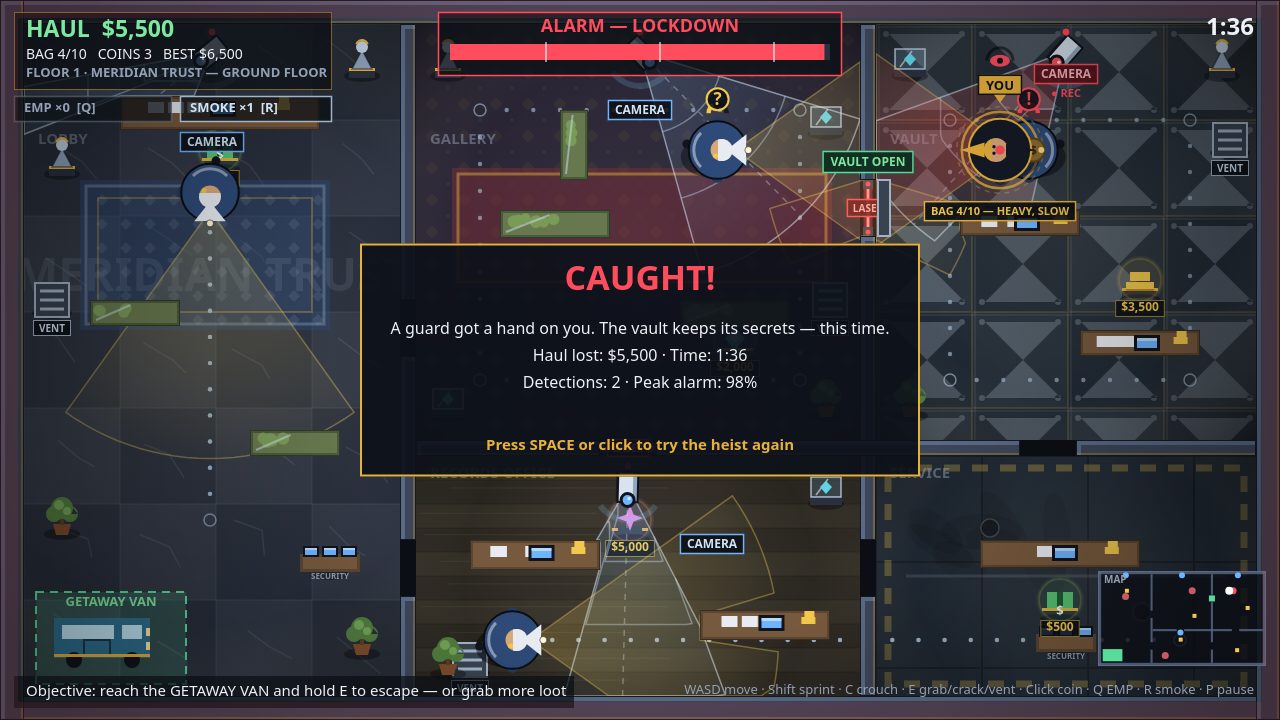 HAUL $5,500
BAG 4/10 COINS 3 BEST $6,500
FLOOR 1 · MERIDIAN TRUST — GROUND FLOOR
EMP ×0 [Q]
SMOKE ×1 [R]
ALARM — LOCKDOWN
1:36
LOBBY
CAMERA
GALLERY
CAMERA
?
VAULT OPEN
LASE
VAULT
YOU
!
CAMERA
● REC
VENT
BAG 4/10 — HEAVY, SLOW
MERIDIAN TRU
VENT
$3,500
CAUGHT!
A guard got a hand on you. The vault keeps its secrets — this time.
Haul lost: $5,500 · Time: 1:36
Detections: 2 · Peak alarm: 98%
Press SPACE or click to try the heist again
RECORDS OFFICE
SERVICE
$5,000
CAMERA
SECURITY
GETAWAY VAN
$
$500
SECURITY
MAP
Objective: reach the GETAWAY VAN and hold E to escape — or grab more loot
WASD move · Shift sprint · C crouch · E grab/crack/vent · Click coin · Q EMP · R smoke · P pause